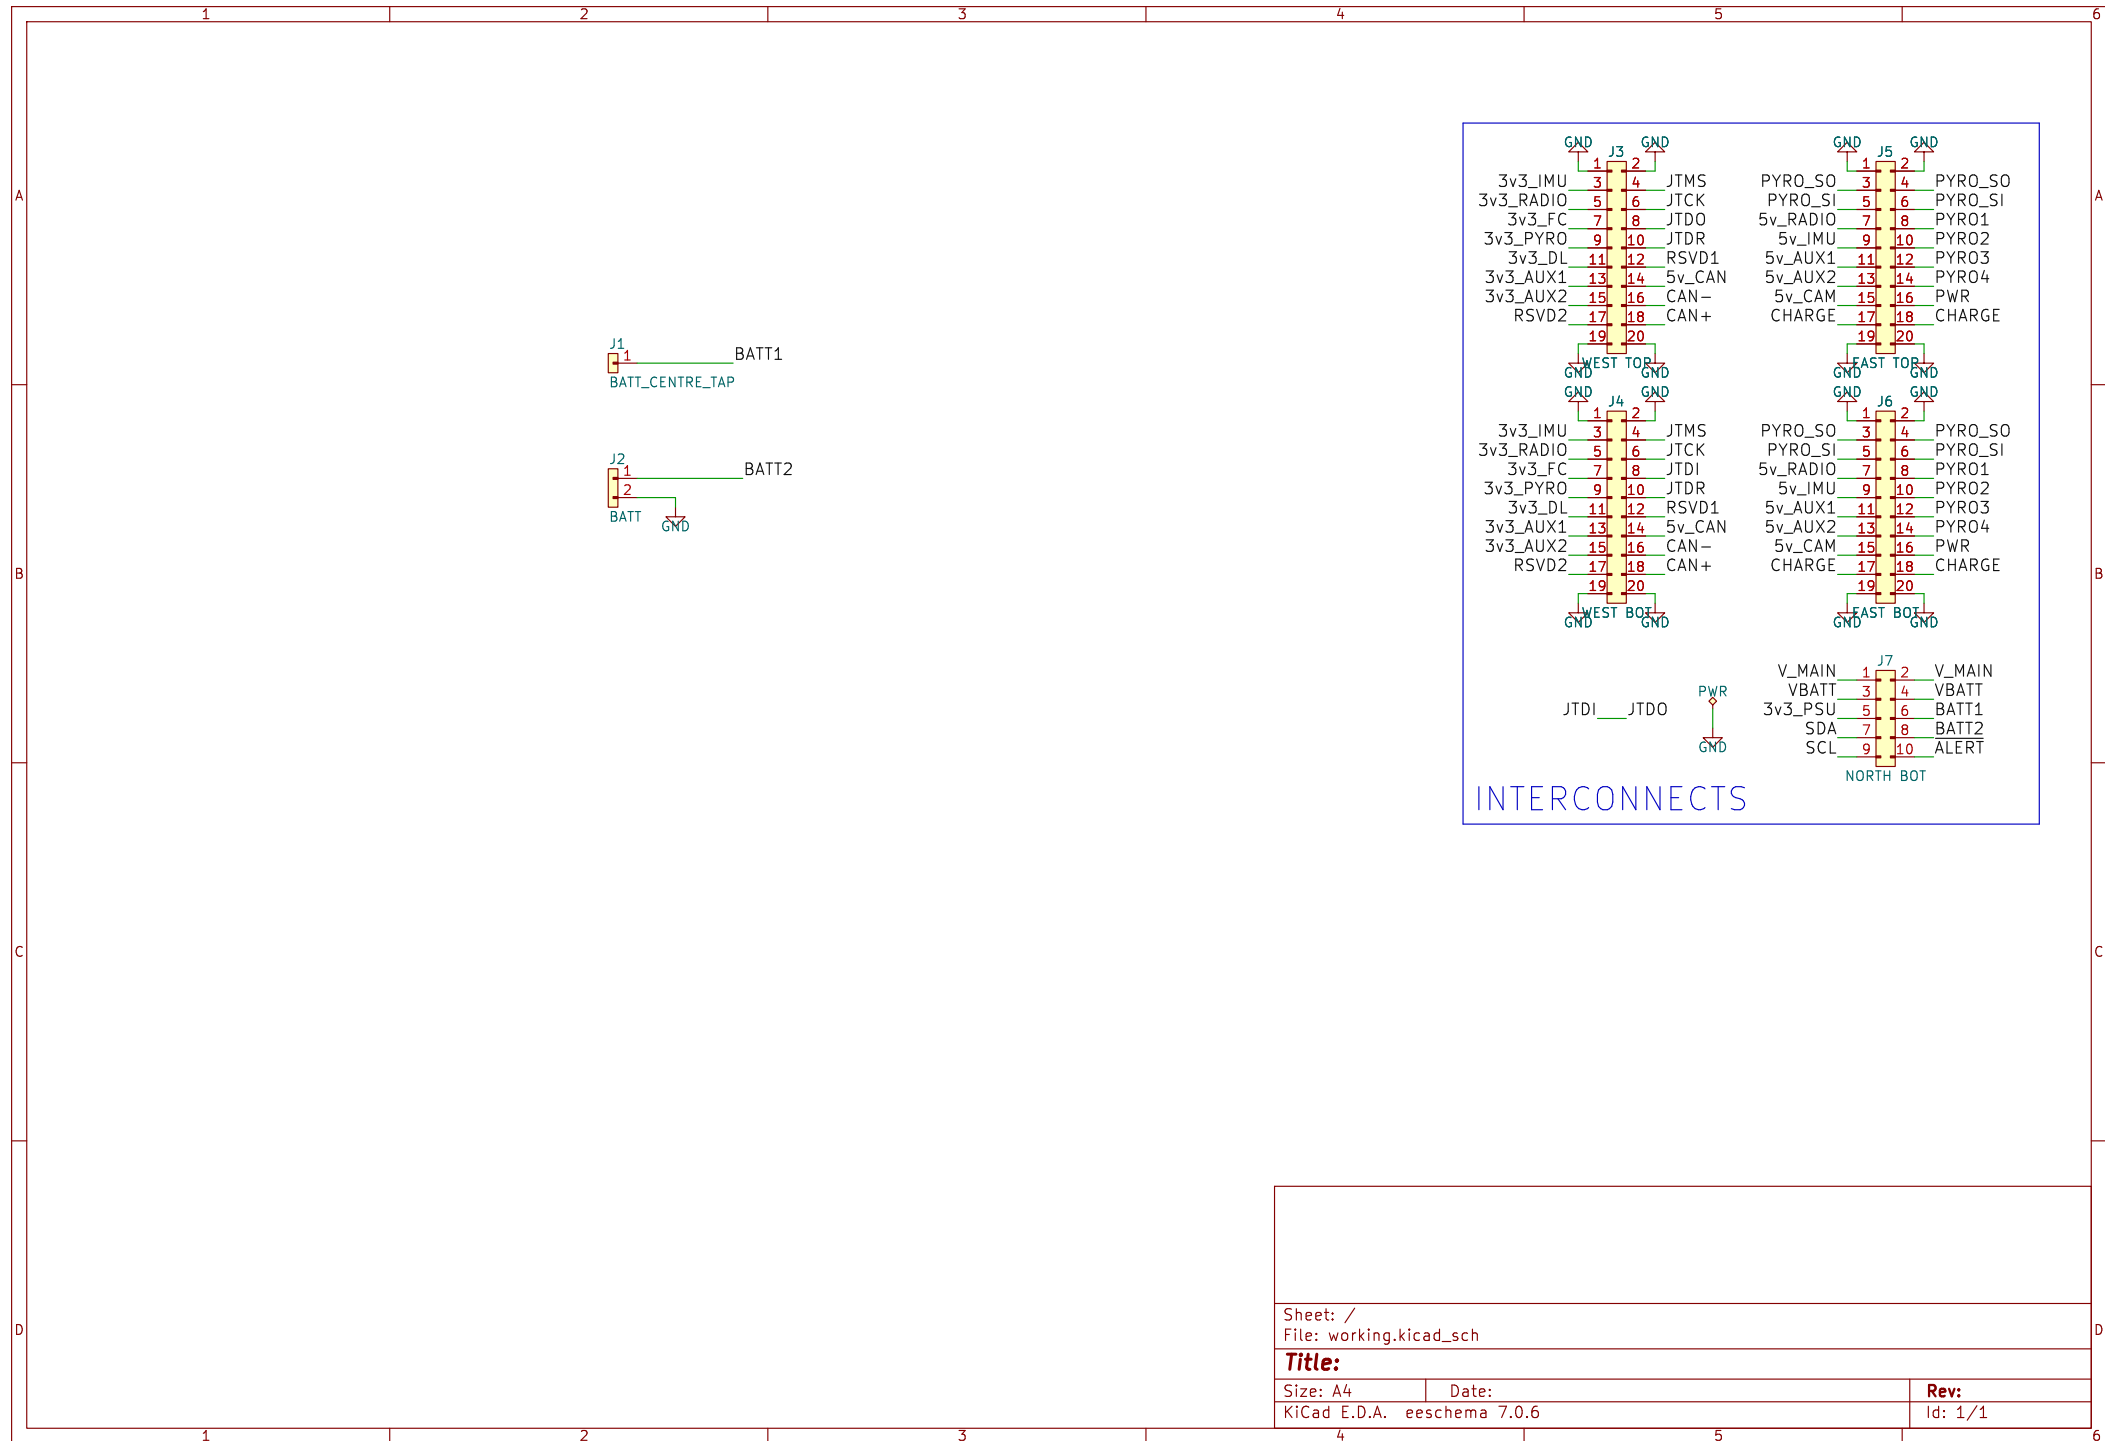 1 2 3 4 5 6
A A
GND GND GND GND
J3 J5
1 2 1 2
3v3_IMU 3 4 JTMS PYRO_SO 3 4 PYRO_SO
3v3_RADIO 5 6 JTCK PYRO_SI 5 6 PYRO_SI
3v3_FC 7 8 JTDO 5v_RADIO 7 8 PYRO1
3v3_PYRO 9 10 JTDR 5v_IMU 9 10 PYRO2
3v3_DL 11 12 RSVD1 5v_AUX1 11 12 PYRO3
3v3_AUX1 13 14 5v_CAN 5v_AUX2 13 14 PYRO4
3v3_AUX2 15 16 CAN- 5v_CAM 15 16 PWR
RSVD2 17 18 CAN+ CHARGE 17 18 CHARGE
19 20 19 20
WEST TOP EAST TOP
GND GND GND GND
J1
1 BATT1
BATT_CENTRE_TAP
GND GND GND GND
J4 J6
1 2 1 2
3v3_IMU 3 4 JTMS PYRO_SO 3 4 PYRO_SO
3v3_RADIO 5 6 JTCK PYRO_SI 5 6 PYRO_SI
3v3_FC 7 8 JTDI 5v_RADIO 7 8 PYRO1
3v3_PYRO 9 10 JTDR 5v_IMU 9 10 PYRO2
3v3_DL 11 12 RSVD1 5v_AUX1 11 12 PYRO3
3v3_AUX1 13 14 5v_CAN 5v_AUX2 13 14 PYRO4
3v3_AUX2 15 16 CAN- 5v_CAM 15 16 PWR
RSVD2 17 18 CAN+ CHARGE 17 18 CHARGE
19 20 19 20
WEST BOT EAST BOT
GND GND GND GND
J2
1 BATT2
2
BATT GND
B B
J7
V_MAIN 1 2 V_MAIN
VBATT 3 4 VBATT
3v3_PSU 5 6 BATT1
SDA 7 8 BATT2
SCL 9 10 ALERT
NORTH BOT
PWR
JTDI JTDO
GND
INTERCONNECTS
C C
D D
Sheet: /
File: working.kicad_sch
Title:
Size: A4 Date: Rev:
KiCad E.D.A. eeschema 7.0.6 Id: 1/1
1 2 3 4 5 6